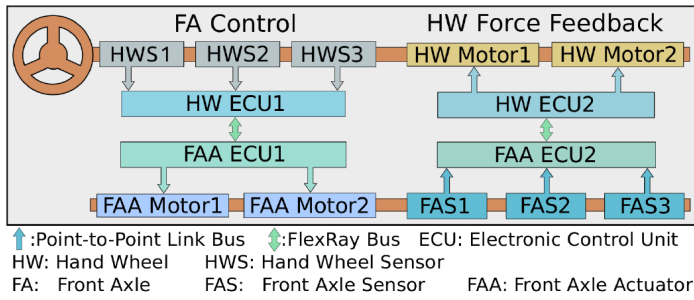 FA Control HW Force Feedback
HWS1 HWS2 HWS3 HW Motor1 HW Motor2
HW ECU1 HW ECU2
FAA ECU1 FAA ECU2
FAA Motor1 FAA Motor2 FAS1 FAS2 FAS3
:Point-to-Point Link Bus :FlexRay Bus ECU: Electronic Control Unit
HW: Hand Wheel HWS: Hand Wheel Sensor
FA: Front Axle FAS: Front Axle Sensor FAA: Front Axle Actuator